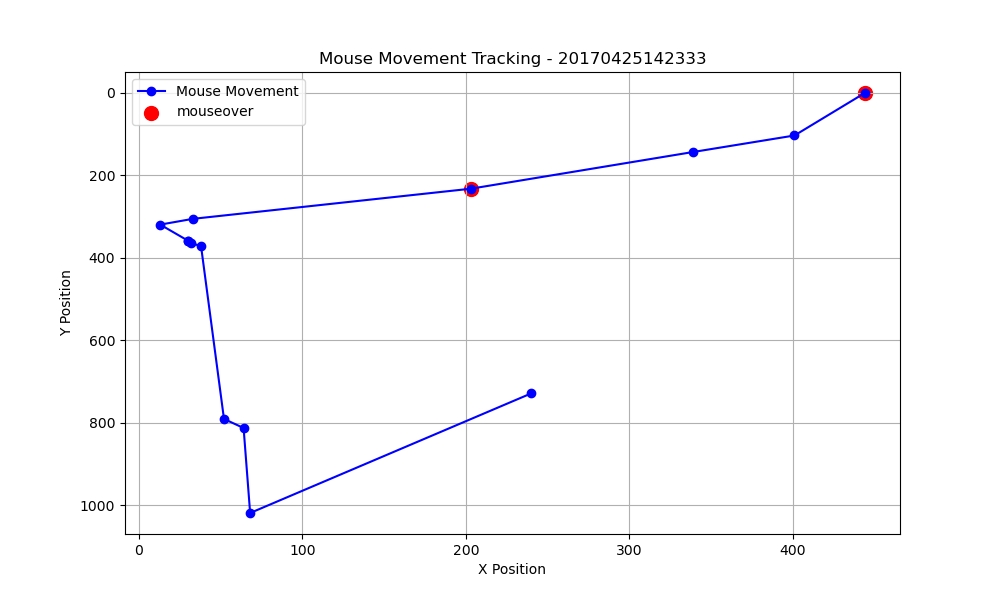 Mouse Movement Tracking - 20170425142333
Mouse Movement
mouseover
0
200
400
600
800
1000
Y Position
0 100 200 300 400
X Position